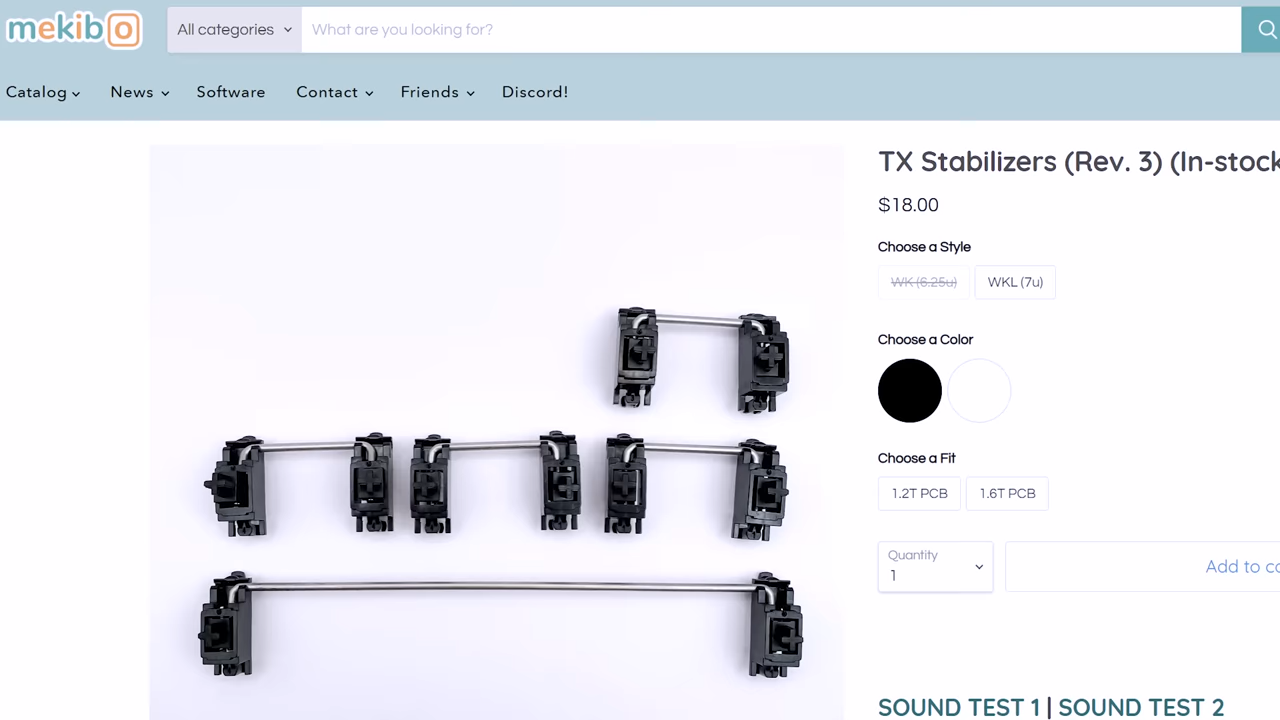 mekibo
All categories
What are you looking for?
Catalog
News
Software
Contact
Friends
Discord!
TX Stabilizers (Rev. 3) (In-stock
$18.00
Choose a Style
WK (6.25u)
WKL (7u)
Choose a Color
Choose a Fit
1.2T PCB
1.6T PCB
Quantity
1
Add to c
SOUND TEST 1 | SOUND TEST 2